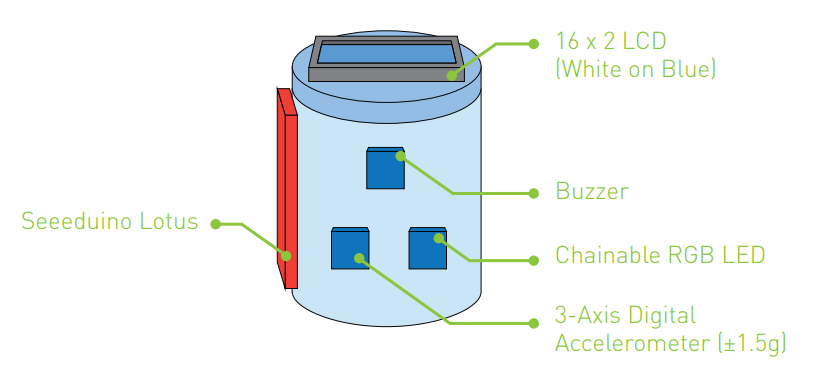 16 x 2 LCD
(White on Blue)
Buzzer
Seeeduino Lotus
Chainable RGB LED
3-Axis Digital
Accelerometer (±1.5g)